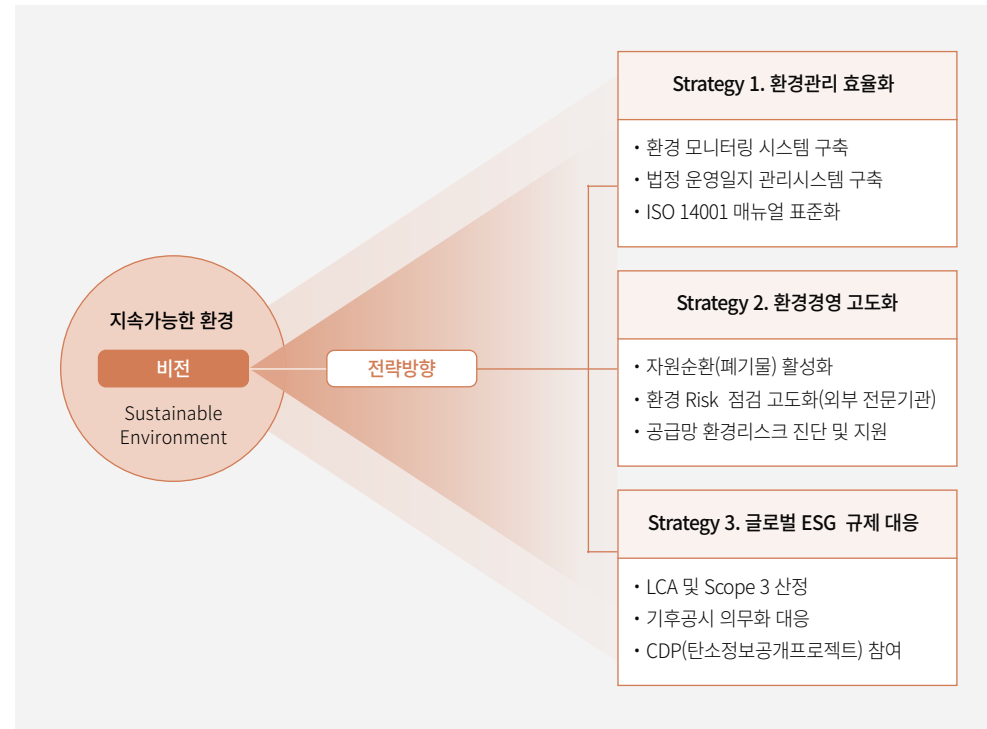 지속가능한 환경
비전
Sustainable
Environment
전략방향
Strategy 1. 환경관리 효율화
• 환경 모니터링 시스템 구축
• 법정 운영일지 관리시스템 구축
• ISO 14001 매뉴얼 표준화
Strategy 2. 환경경영 고도화
• 자원순환(폐기물) 활성화
• 환경 Risk 점검 고도화(외부 전문기관)
• 공급망 환경리스크 진단 및 지원
Strategy 3. 글로벌 ESG 규제 대응
• LCA 및 Scope 3 산정
• 기후공시 의무화 대응
• CDP(탄소정보공개프로젝트) 참여